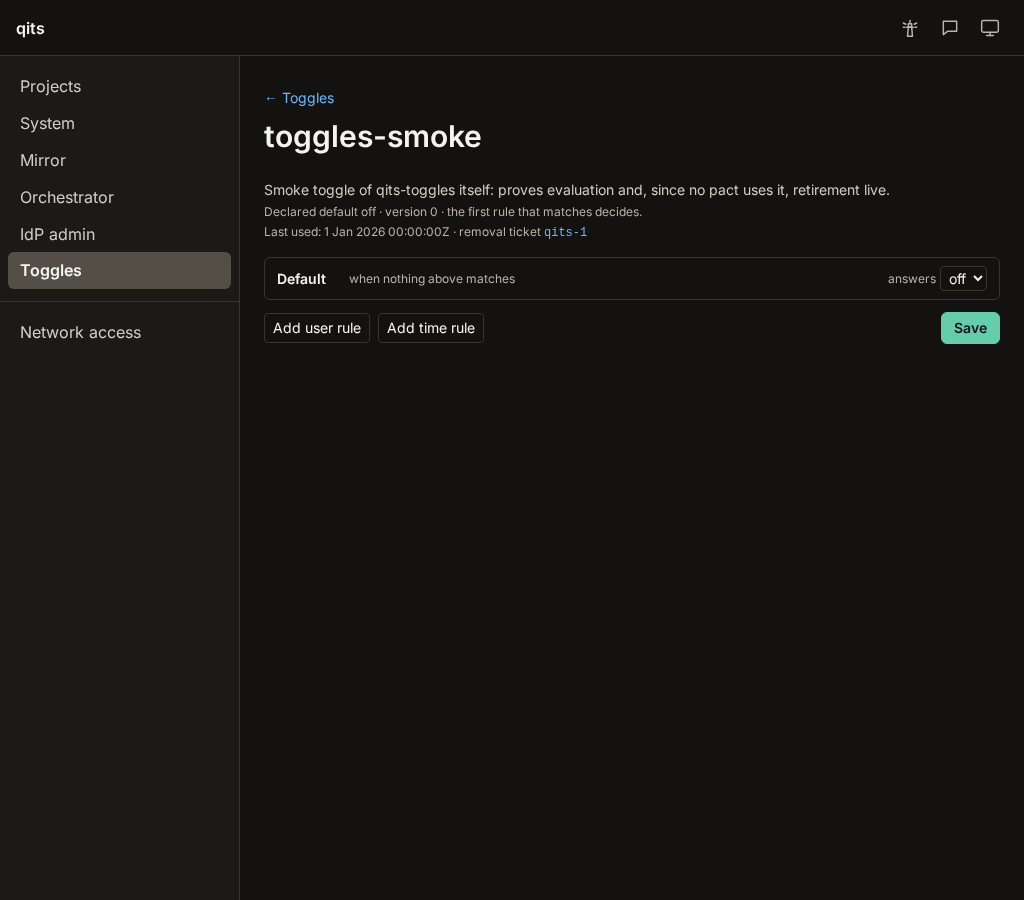 qits
Projects
System
Mirror
Orchestrator
IdP admin
Toggles
Network access
← Toggles
toggles-smoke
Smoke toggle of qits-toggles itself: proves evaluation and, since no pact uses it, retirement live.
Declared default off · version 0 · the first rule that matches decides.
Last used: 1 Jan 2026 00:00:00Z · removal ticket qits-1
Default when nothing above matches answers off
Add user rule Add time rule Save